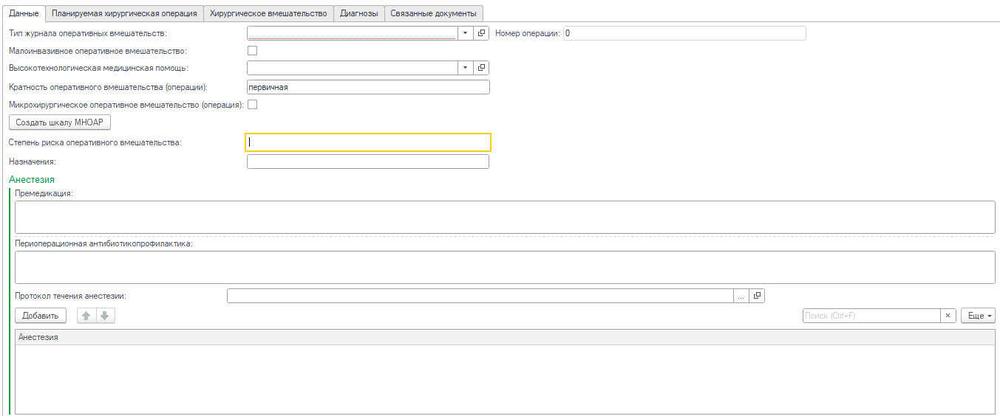 Данные Планируемая хирургическая операция Хирургическое вмешательство Диагнозы Связанные документы
Тип журнала оперативных вмешательств: Номер операции: 0
Малоинвазивное оперативное вмешательство:
Высокотехнологическая медицинская помощь:
Кратность оперативного вмешательства (операции): первичная
Микрохирургическое оперативное вмешательство (операция):
Создать шкалу МНОАР
Степень риска оперативного вмешательства:
Назначения:
Анестезия
Премедикация:
Периоперационная антибиотикопрофилактика:
Протокол течения анестезии: ...
Добавить Поиск (Ctrl+F) × Еще
Анестезия